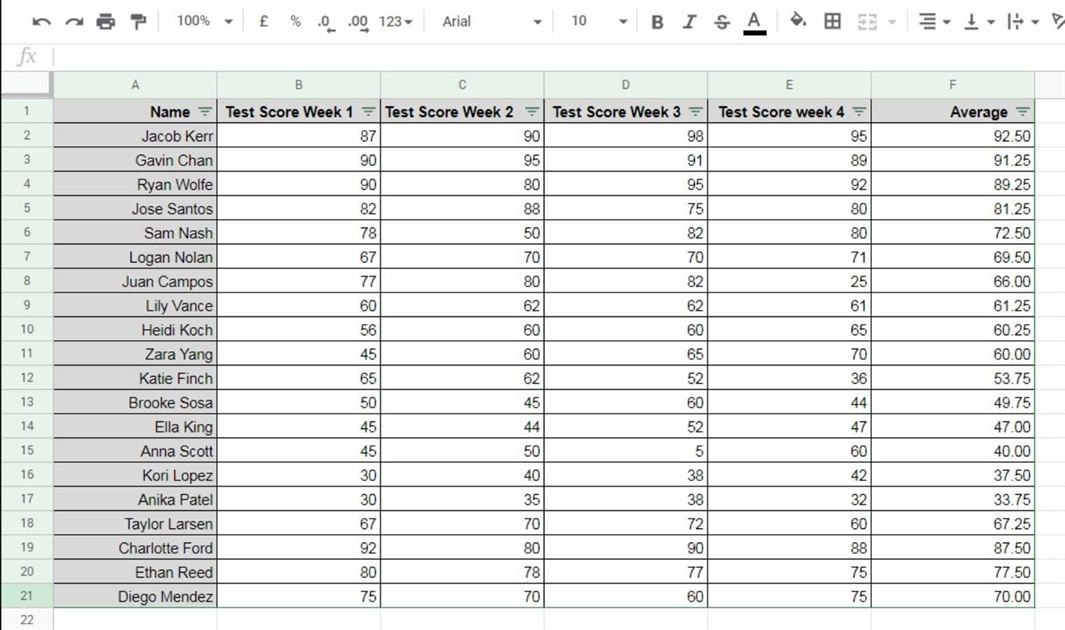 100% £ % .0 .00 123 Arial 10 B I S A
fx
A B C D E F
1 Name Test Score Week 1 Test Score Week 2 Test Score Week 3 Test Score week 4 Average
2 Jacob Kerr 87 90 98 95 92.50
3 Gavin Chan 90 95 91 89 91.25
4 Ryan Wolfe 90 80 95 92 89.25
5 Jose Santos 82 88 75 80 81.25
6 Sam Nash 78 50 82 80 72.50
7 Logan Nolan 67 70 70 71 69.50
8 Juan Campos 77 80 82 25 66.00
9 Lily Vance 60 62 62 61 61.25
10 Heidi Koch 56 60 60 65 60.25
11 Zara Yang 45 60 65 70 60.00
12 Katie Finch 65 62 52 36 53.75
13 Brooke Sosa 50 45 60 44 49.75
14 Ella King 45 44 52 47 47.00
15 Anna Scott 45 50 5 60 40.00
16 Kori Lopez 30 40 38 42 37.50
17 Anika Patel 30 35 38 32 33.75
18 Taylor Larsen 67 70 72 60 67.25
19 Charlotte Ford 92 80 90 88 87.50
20 Ethan Reed 80 78 77 75 77.50
21 Diego Mendez 75 70 60 75 70.00
22